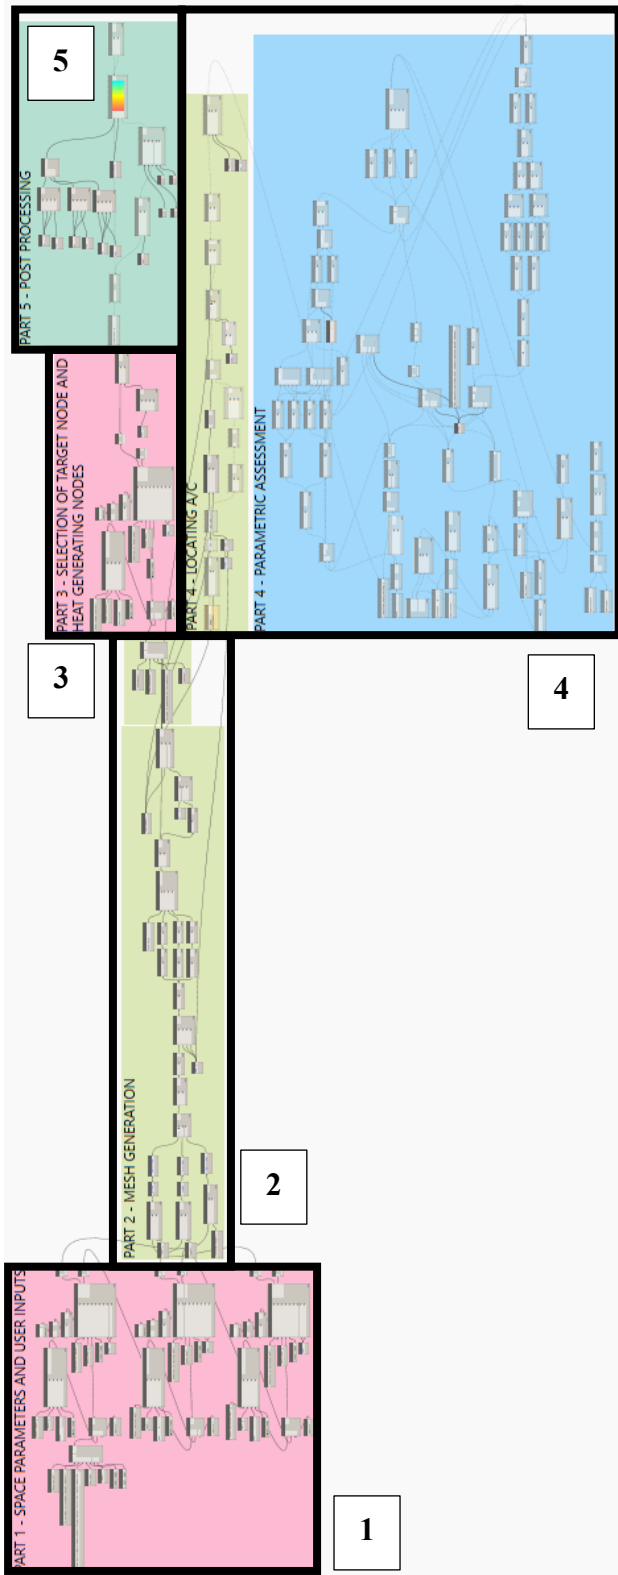 5
PART 5 - POST PROCESSING
PART 3 - SELECTION OF TARGET NODE AND
HEAT GENERATING NODES
PART 4 - LOCATING A/C
PART 4 - PARAMETRIC ASSESSMENT
3
4
PART 2 - MESH GENERATION
2
PART 1 - SPACE PARAMETERS AND USER INPUTS
1